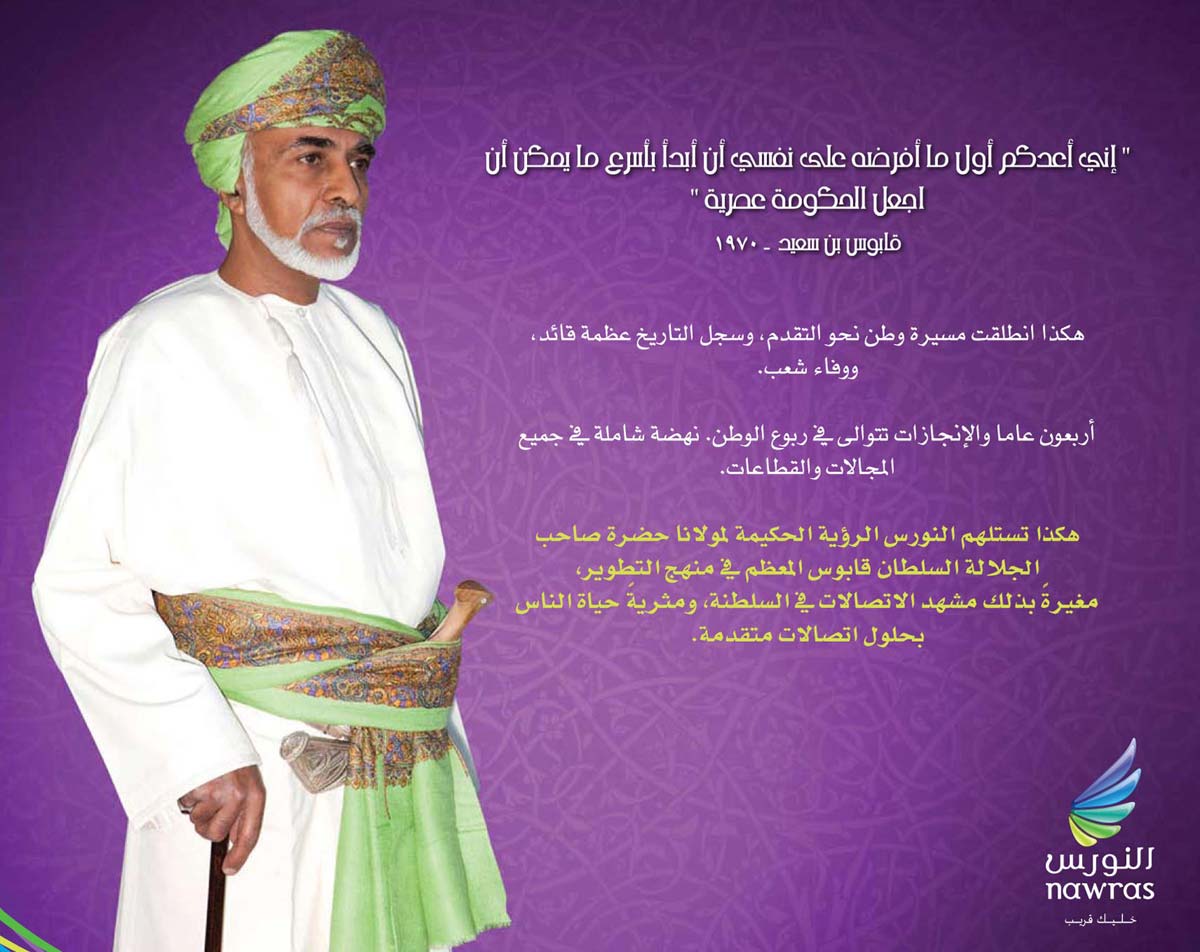 " إني أعدكم أول ما أفرضه على نفسي أن أبدأ بأسرع ما يمكن أن
اجعل الحكومة عصرية "
قابوس بن سعيد - ١٩٧٠
هكذا انطلقت مسيرة وطن نحو التقدم، وسجل التاريخ عظمة قائد،
ووفاء شعب.
أربعون عاما والإنجازات تتوالى في ربوع الوطن. نهضة شاملة في جميع
المجالات والقطاعات.
هكذا تستلهم النورس الرؤية الحكيمة لمولانا حضرة صاحب
الجلالة السلطان قابوس المعظم في منهج التطوير،
مغيرةً بذلك مشهد الاتصالات في السلطنة، ومثريةً حياة الناس
بحلول اتصالات متقدمة.
النورس
nawras
خليك قريب